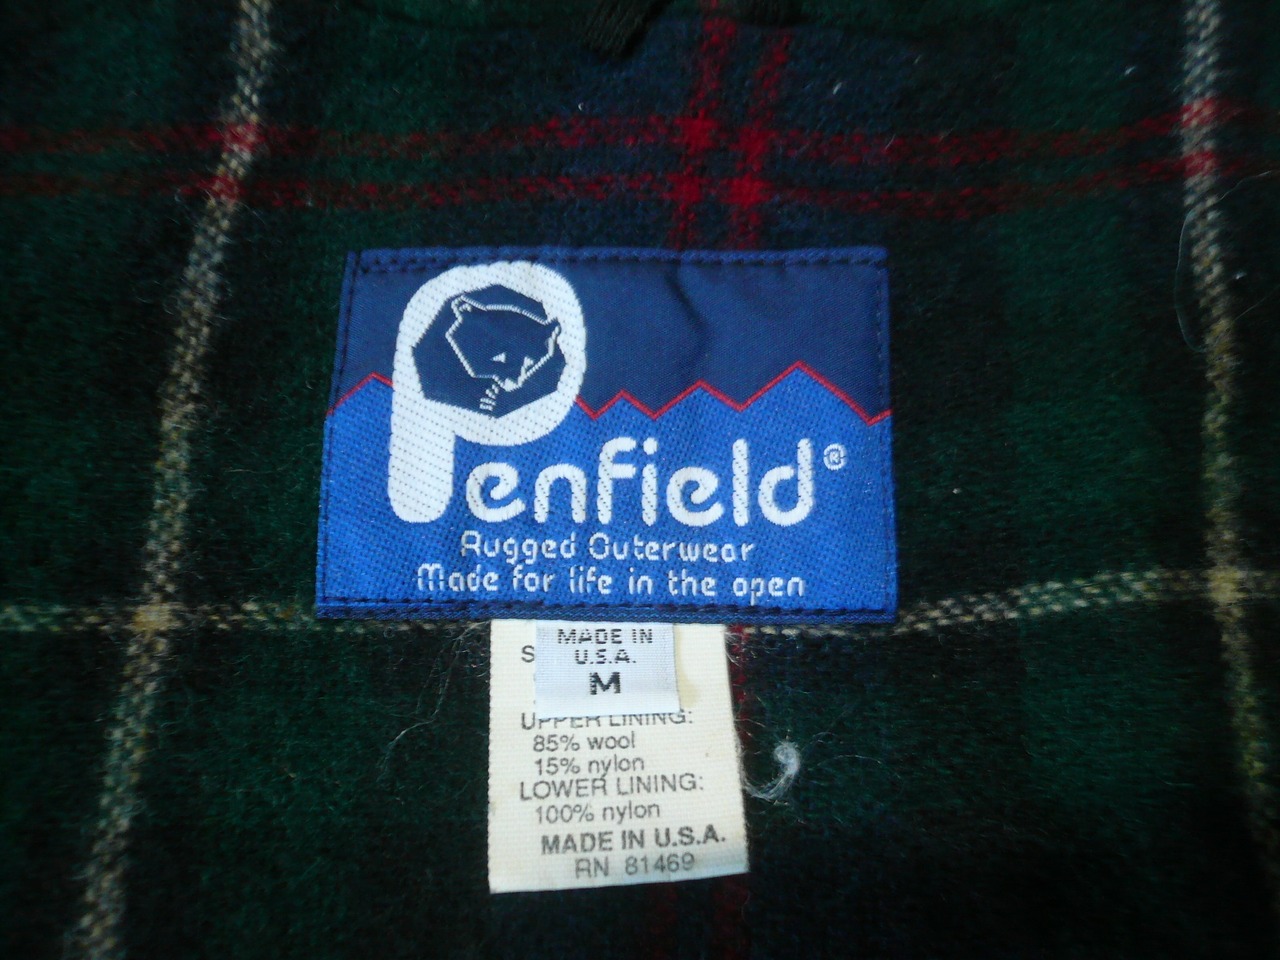 Penfield®
Rugged Outerwear
Made for life in the open
MADE IN
U.S.A.
M
UPPER LINING:
85% wool
15% nylon
LOWER LINING:
100% nylon
MADE IN U.S.A.
RN 81469